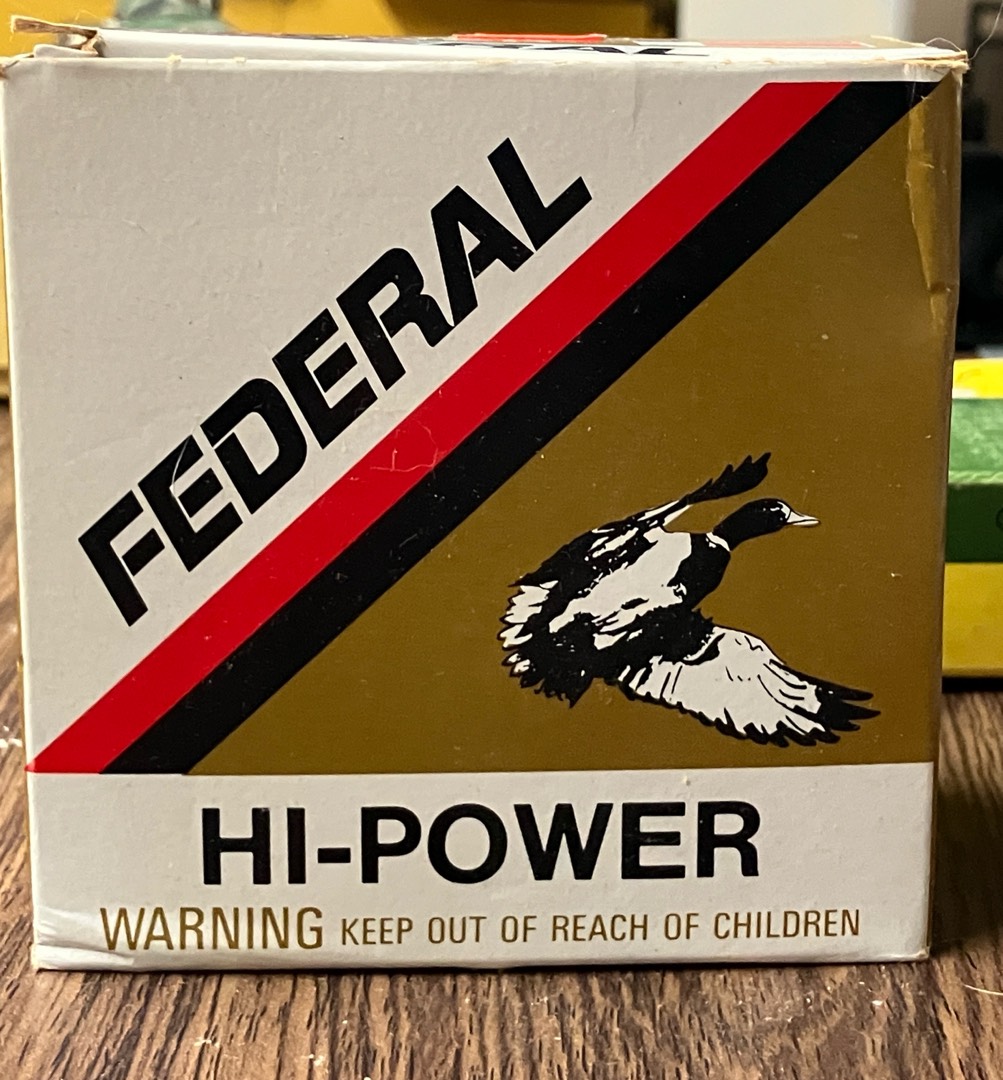 FEDERAL
HI-POWER
WARNING KEEP OUT OF REACH OF CHILDREN